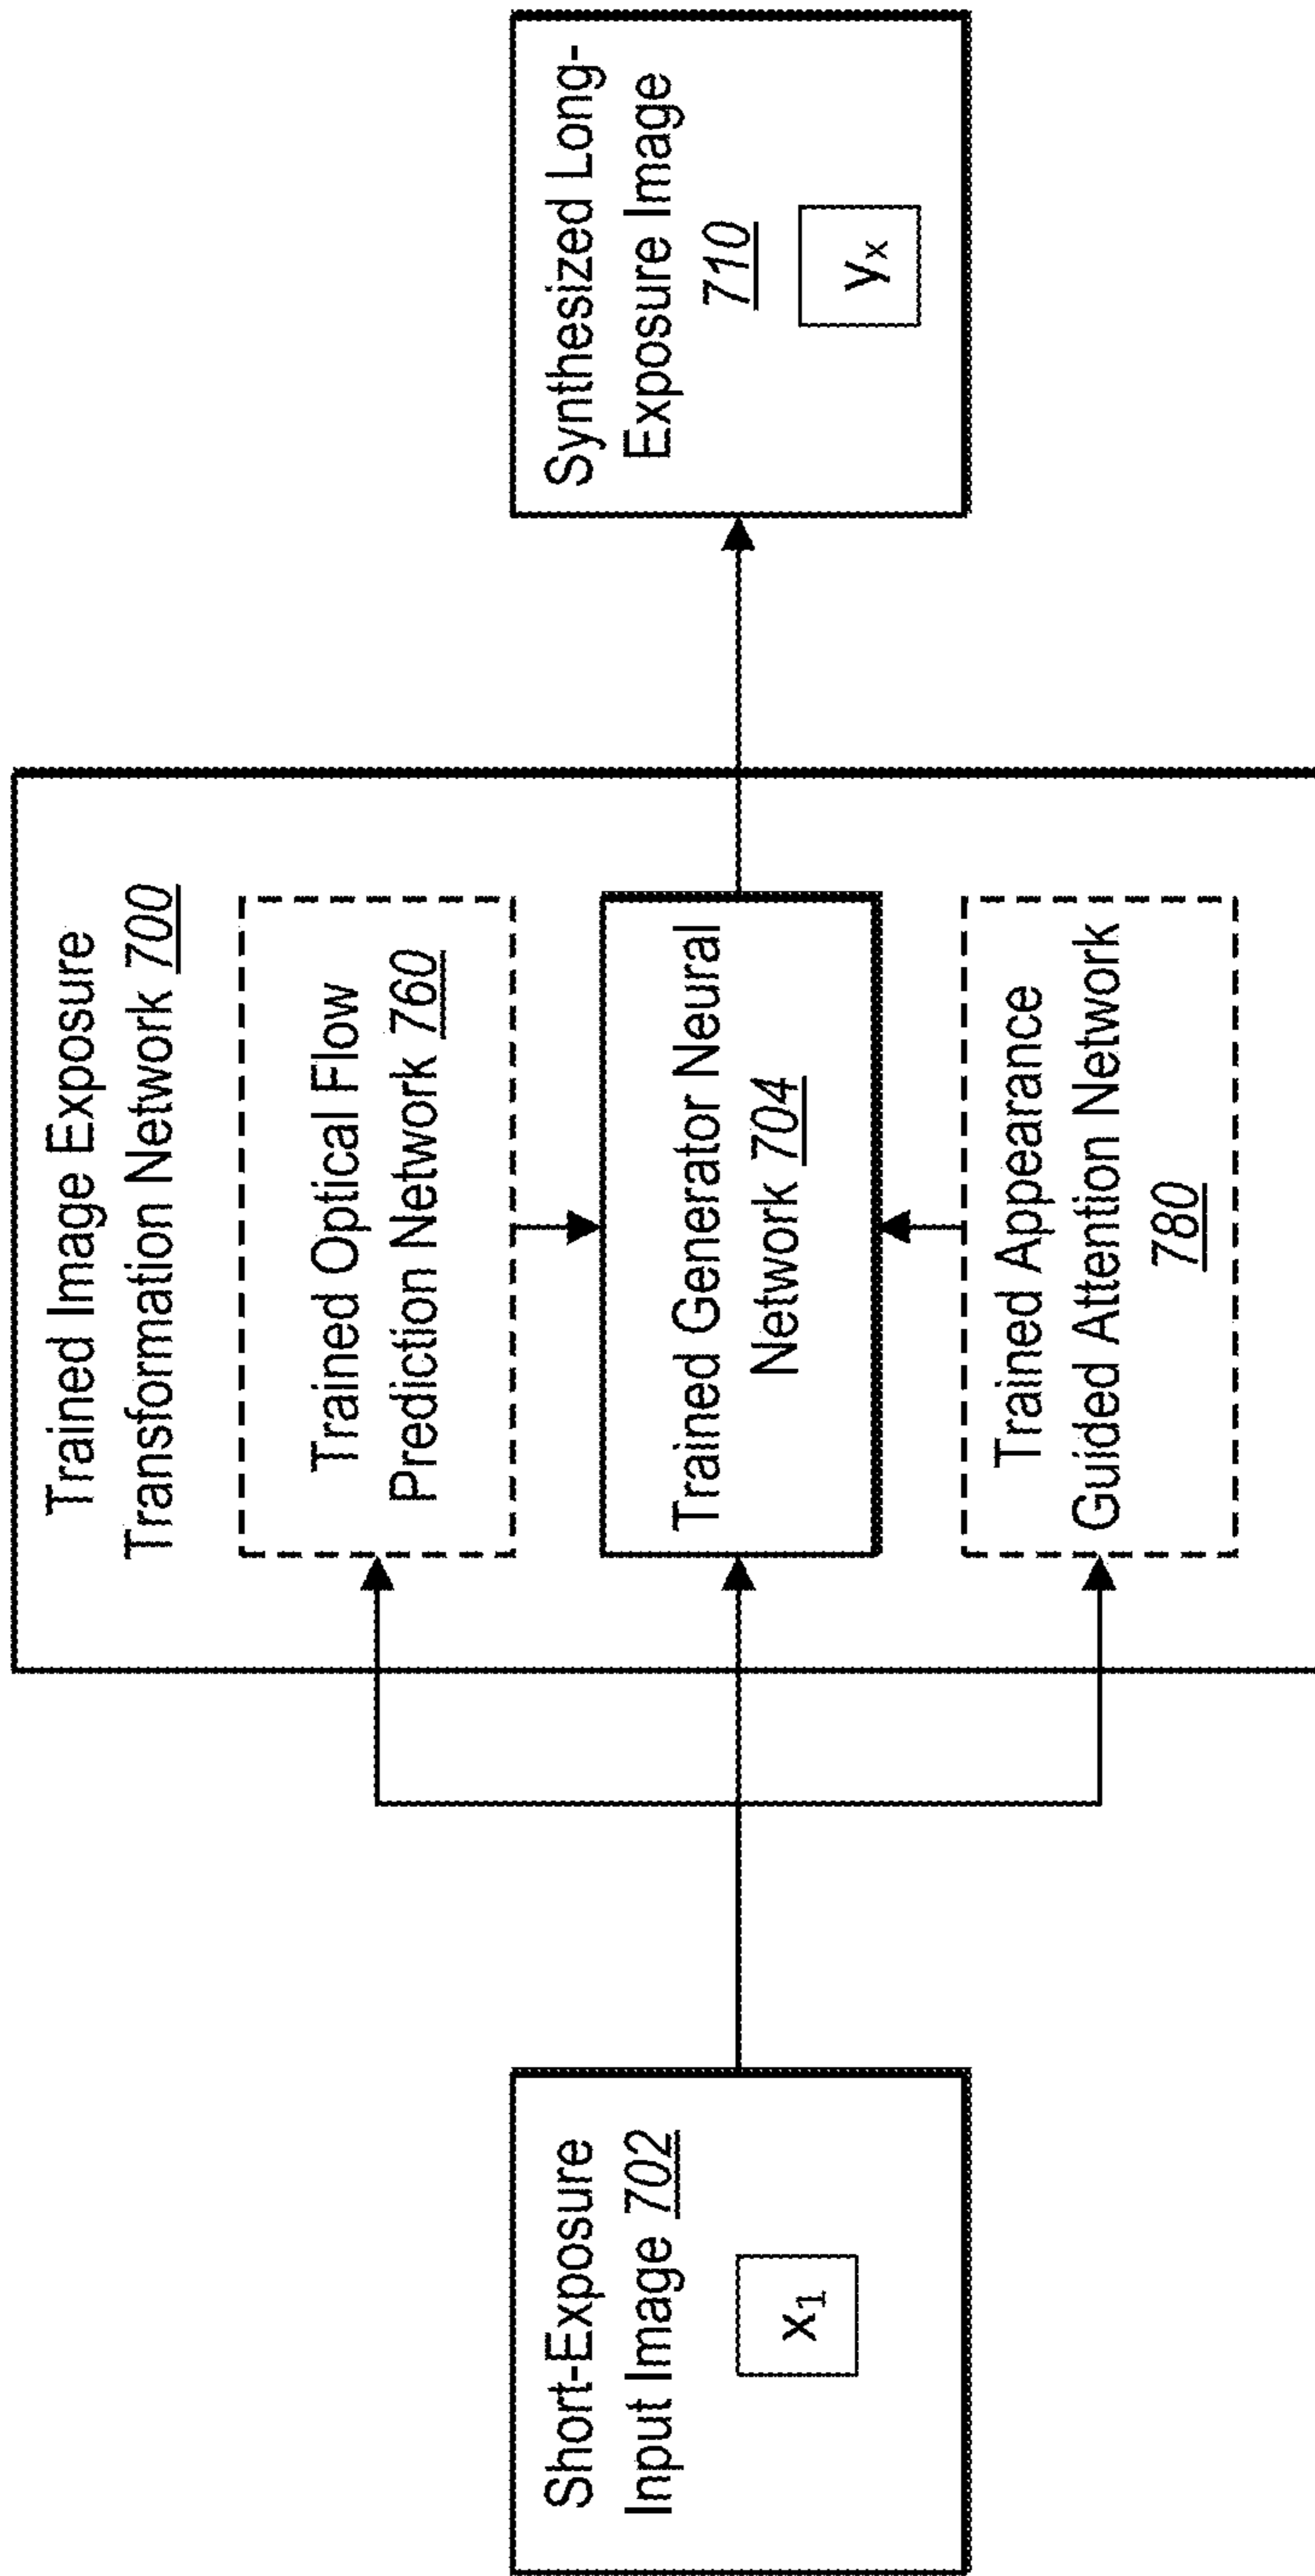 Short-Exposure
Input Image 702
x1
Trained Image Exposure
Transformation Network 700
Trained Optical Flow
Prediction Network 760
Trained Generator Neural
Network 704
Trained Appearance
Guided Attention Network
780
Synthesized Long-
Exposure Image
710
yx